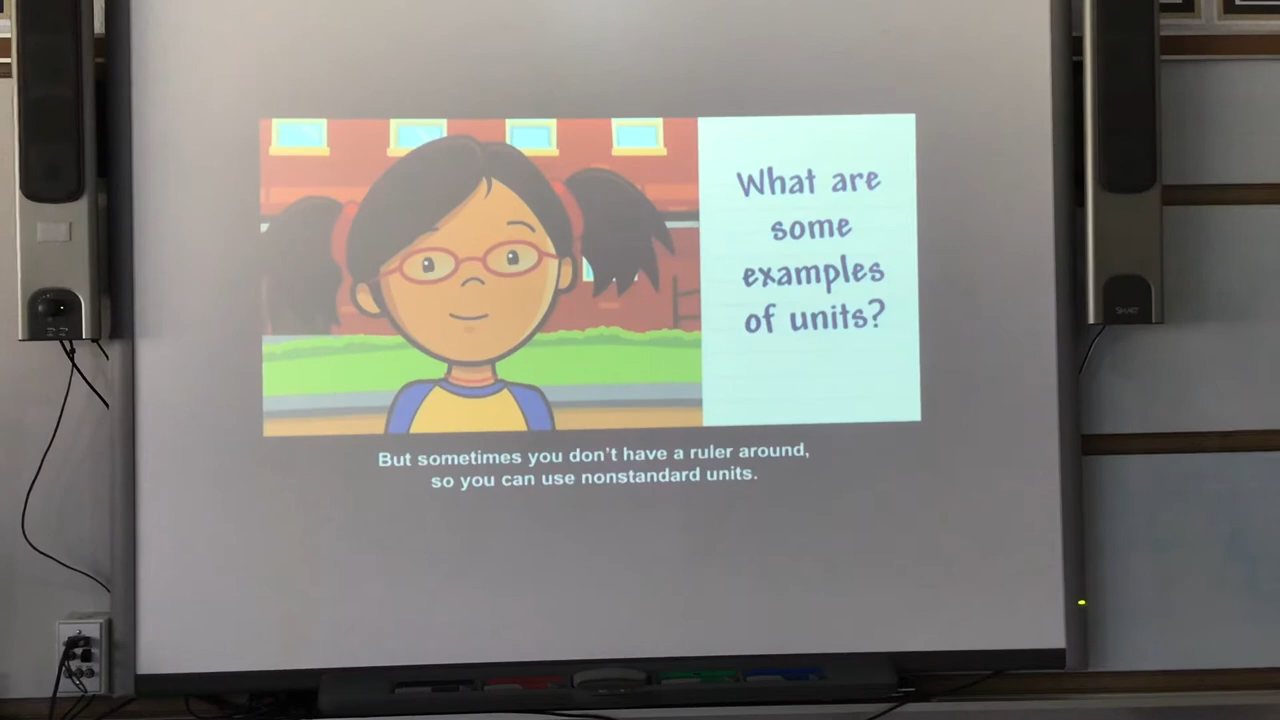 What are
some
examples
of units?
But sometimes you don't have a ruler around,
so you can use nonstandard units.
SMART